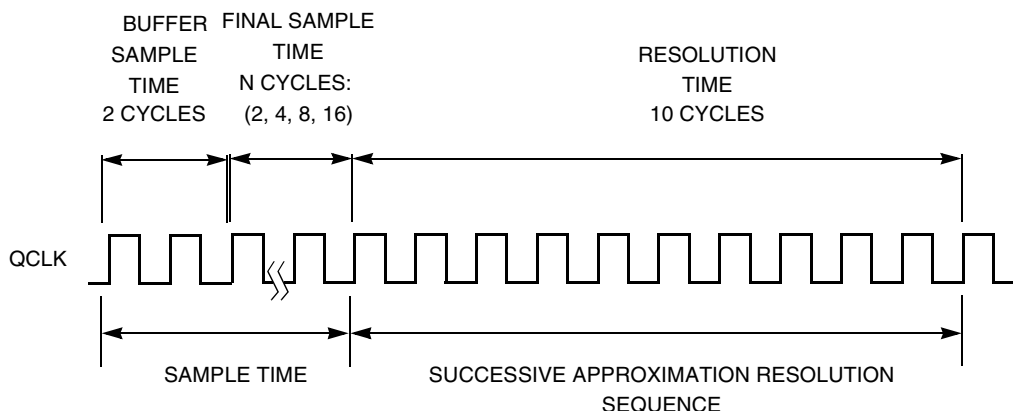 BUFFER
SAMPLE
TIME
2 CYCLES
FINAL SAMPLE
TIME
N CYCLES:
(2, 4, 8, 16)
RESOLUTION
TIME
10 CYCLES
QCLK
SAMPLE TIME
SUCCESSIVE APPROXIMATION RESOLUTION
SEQUENCE